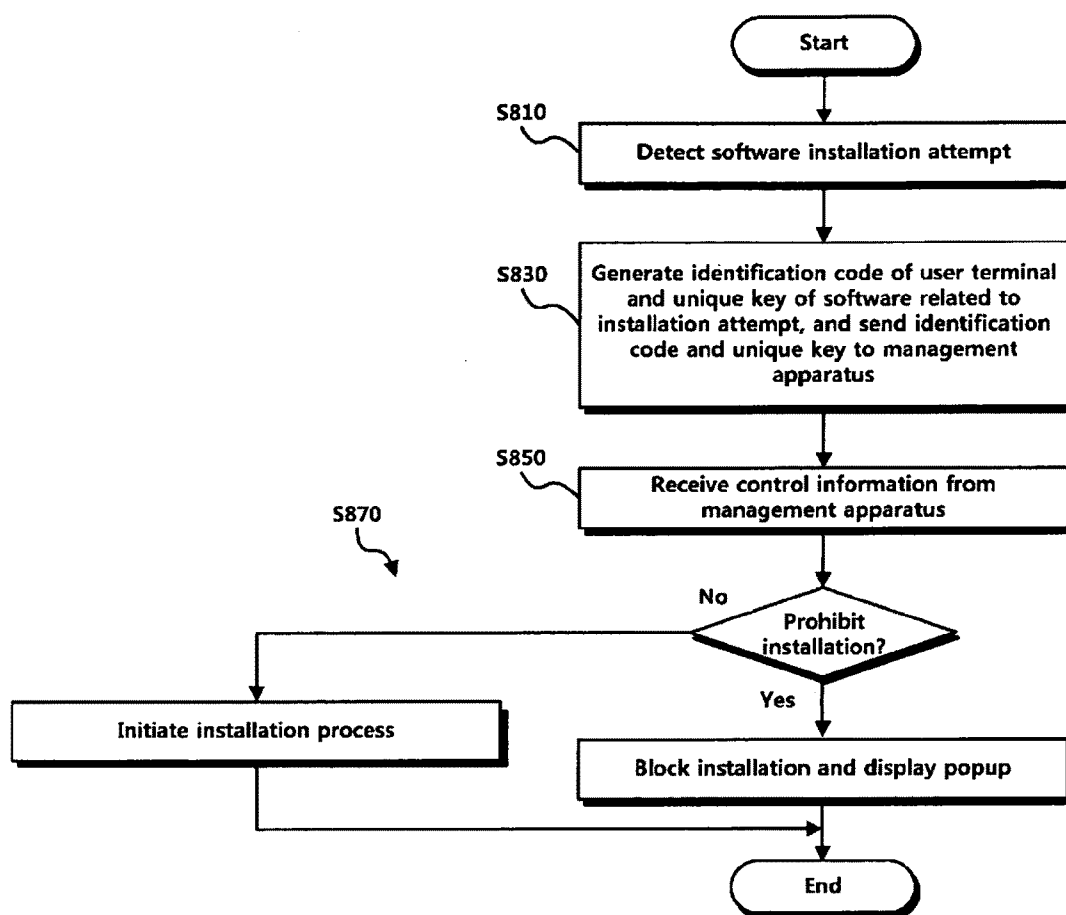 Start
S810
Detect software installation attempt
S830
Generate identification code of user terminal
and unique key of software related to
installation attempt, and send identification
code and unique key to management
apparatus
S850
Receive control information from
management apparatus
S870
No
Prohibit
installation?
Yes
Initiate installation process
Block installation and display popup
End